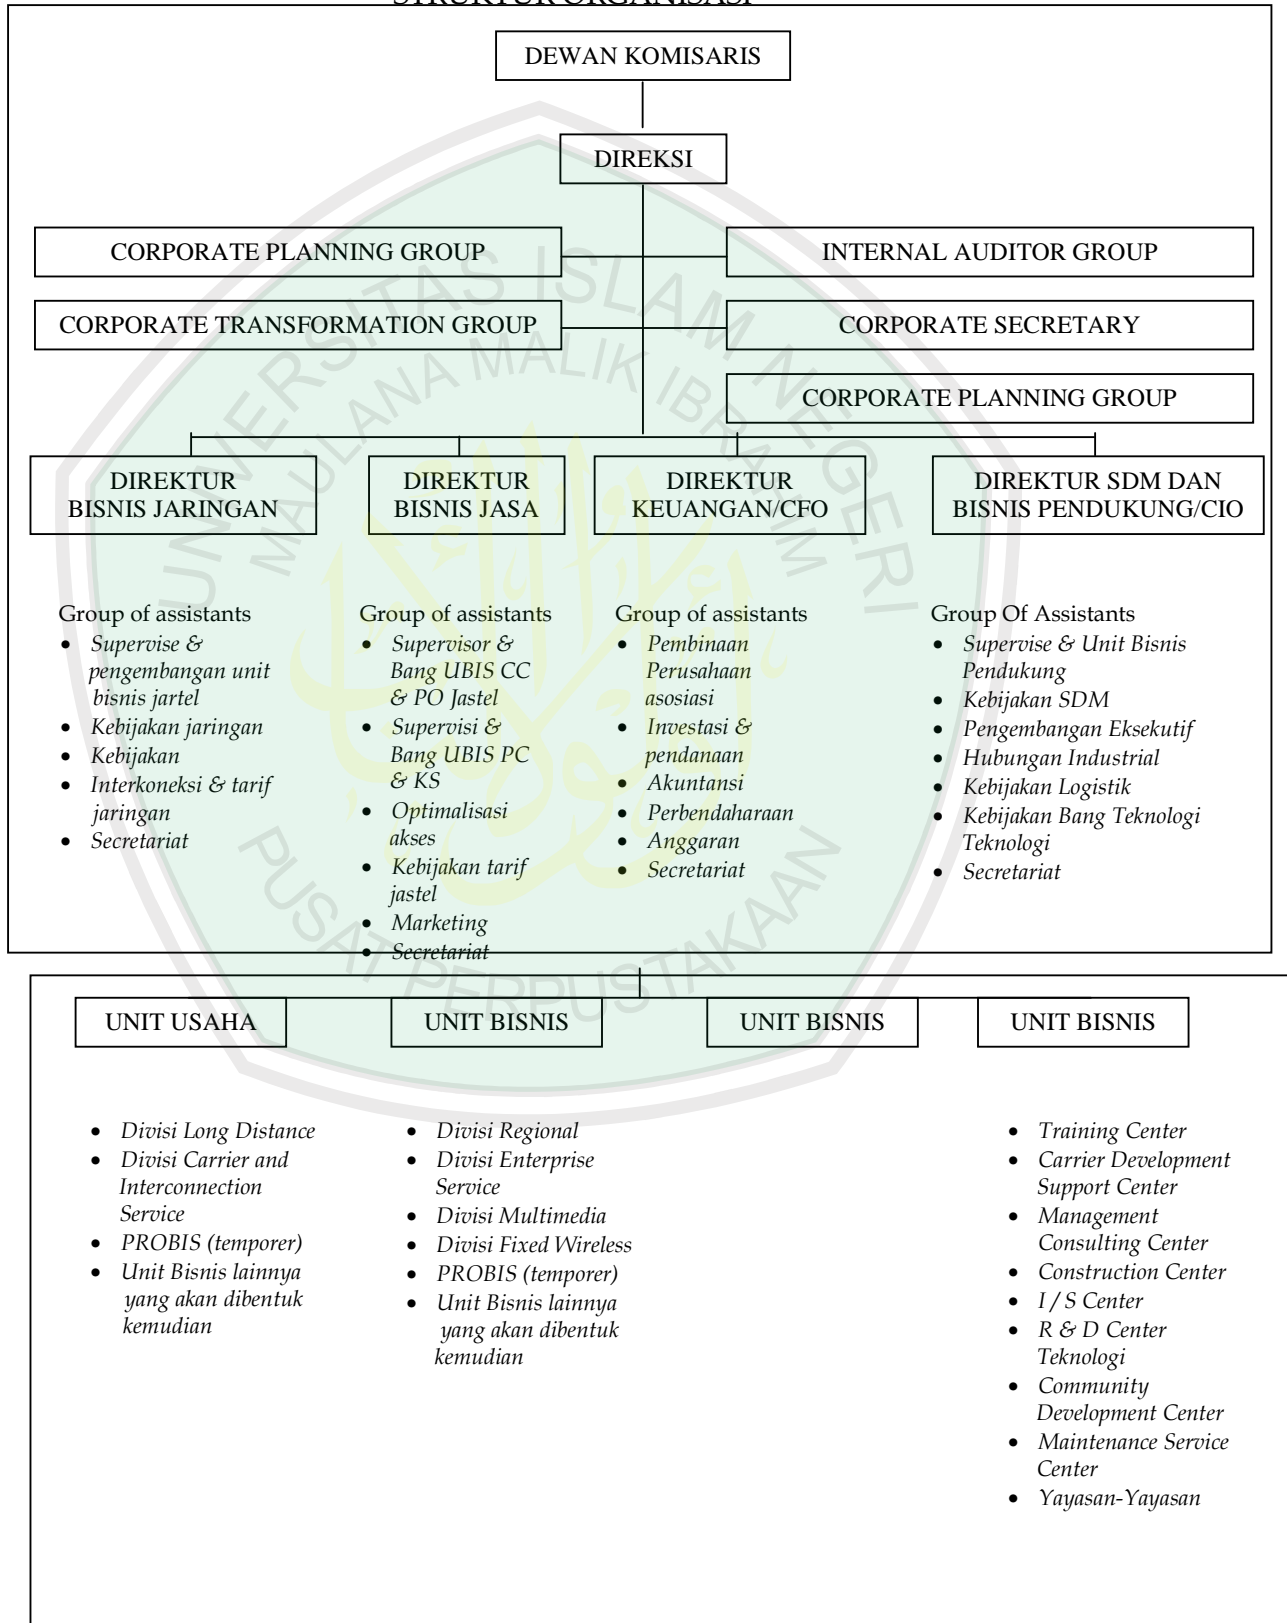 STRUKTUR ORGANISASI
DEWAN KOMISARIS
DIREKSI
CORPORATE PLANNING GROUP
INTERNAL AUDITOR GROUP
CORPORATE TRANSFORMATION GROUP
CORPORATE SECRETARY
CORPORATE PLANNING GROUP
DIREKTUR
BISNIS JARINGAN
DIREKTUR
BISNIS JASA
DIREKTUR
KEUANGAN/CFO
DIREKTUR SDM DAN
BISNIS PENDUKUNG/CIO
Group of assistants
• Supervise &
pengembangan unit
bisnis jartel
• Kebijakan jaringan
• Kebijakan
• Interkoneksi & tarif
jaringan
• Secretariat
Group of assistants
• Supervisor &
Bang UBIS CC
& PO Jastel
• Supervisi &
Bang UBIS PC
& KS
• Optimalisasi
akses
• Kebijakan tarif
jastel
• Marketing
• Secretariat
Group of assistants
• Pembinaan
Perusahaan
asosiasi
• Investasi &
pendanaan
• Akuntansi
• Perbendaharaan
• Anggaran
• Secretariat
Group Of Assistants
• Supervise & Unit Bisnis
Pendukung
• Kebijakan SDM
• Pengembangan Eksekutif
• Hubungan Industrial
• Kebijakan Logistik
• Kebijakan Bang Teknologi
Teknologi
• Secretariat
UNIT USAHA
UNIT BISNIS
UNIT BISNIS
UNIT BISNIS
• Divisi Long Distance
• Divisi Carrier and
Interconnection
Service
• PROBIS (temporer)
• Unit Bisnis lainnya
yang akan dibentuk
kemudian
• Divisi Regional
• Divisi Enterprise
Service
• Divisi Multimedia
• Divisi Fixed Wireless
• PROBIS (temporer)
• Unit Bisnis lainnya
yang akan dibentuk
kemudian
• Training Center
• Carrier Development
Support Center
• Management
Consulting Center
• Construction Center
• I / S Center
• R & D Center
Teknologi
• Community
Development Center
• Maintenance Service
Center
• Yayasan-Yayasan
UNIVERSITAS ISLAM NEGERI
MAULANA MALIK IBRAHIM
PUSAT PERPUSTAKAAN